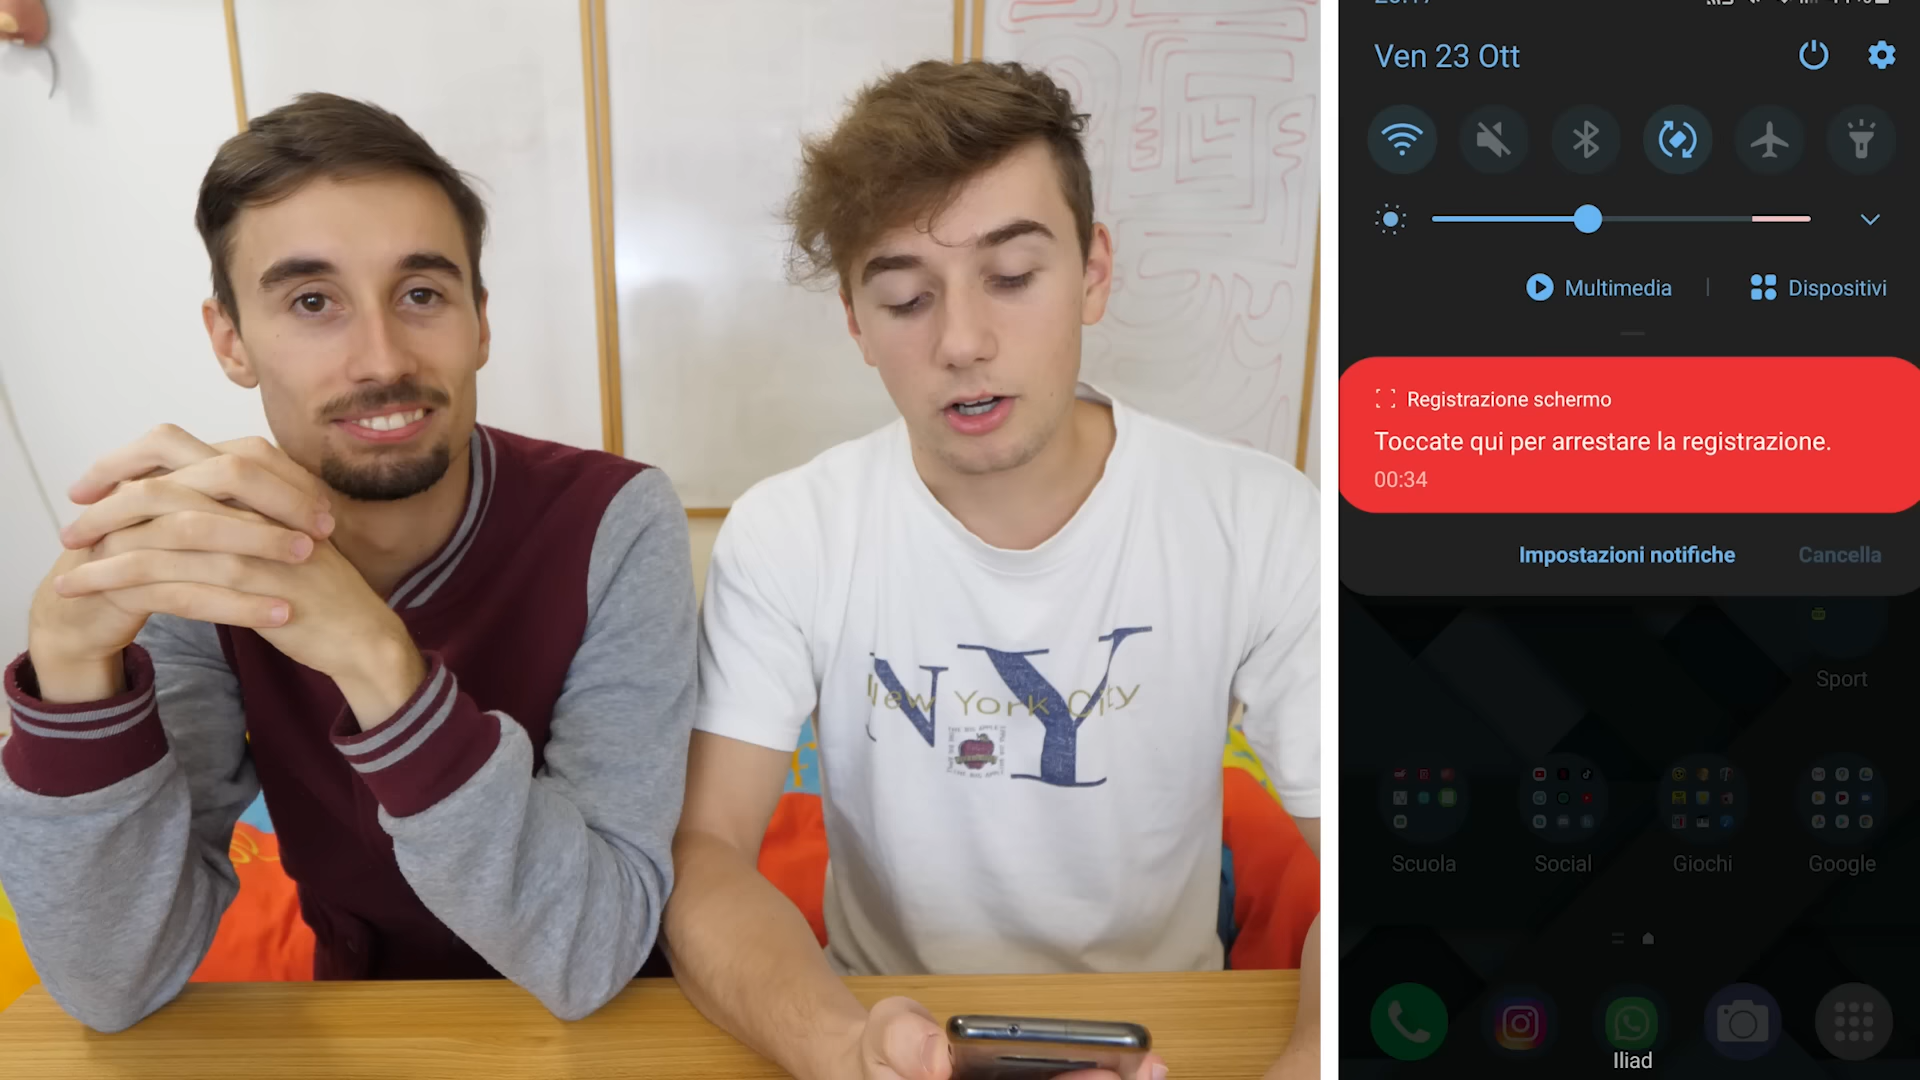 Ven 23 Ott
Multimedia
Dispositivi
Registrazione schermo
Toccate qui per arrestare la registrazione.
00:34
Impostazioni notifiche
Cancella
Sport
Scuola
Social
Giochi
Google
Iliad
NY
New York City